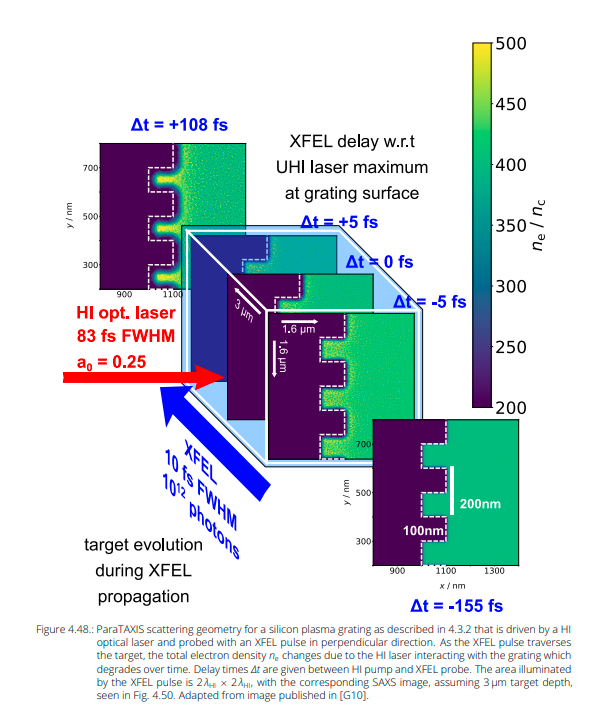 Δt = +108 fs
XFEL delay w.r.t
UHI laser maximum
at grating surface
Δt = +5 fs
Δt = 0 fs
Δt = -5 fs
500
450
400
350
300
250
200
nₑ / n꜀
y / nm
700
500
300
900
1100
HI opt. laser
83 fs FWHM
a₀ = 0.25
3 μm
1.6 μm
1.6 μm
XFEL
10 fs FWHM
10¹² photons
target evolution
during XFEL
propagation
y / nm
700
500
300
200nm
100nm
900
1100
1300
x / nm
Δt = -155 fs
Figure 4.48.: ParaTAXIS scattering geometry for a silicon plasma grating as described in 4.3.2 that is driven by a HI
optical laser and probed with an XFEL pulse in perpendicular direction. As the XFEL pulse traverses
the target, the total electron density nₑ changes due to the HI laser interacting with the grating which
degrades over time. Delay times Δt are given between HI pump and XFEL probe. The area illuminated
by the XFEL pulse is 2λHI × 2λHI, with the corresponding SAXS image, assuming 3 μm target depth,
seen in Fig. 4.50. Adapted from image published in [G10].